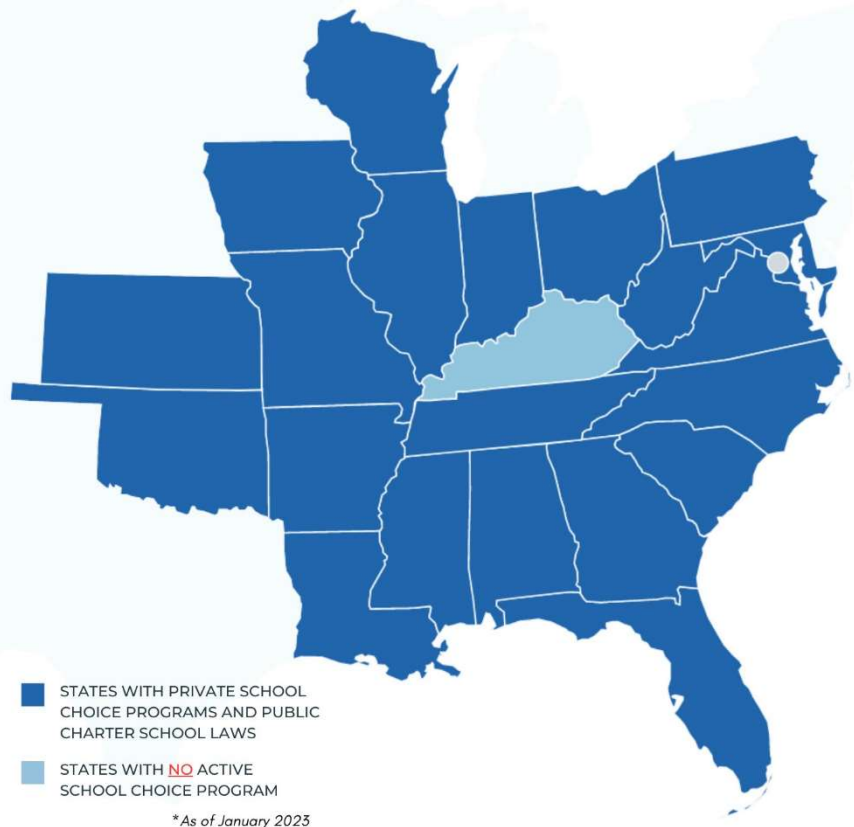 STATES WITH PRIVATE SCHOOL
CHOICE PROGRAMS AND PUBLIC
CHARTER SCHOOL LAWS
STATES WITH NO ACTIVE
SCHOOL CHOICE PROGRAM
*As of January 2023